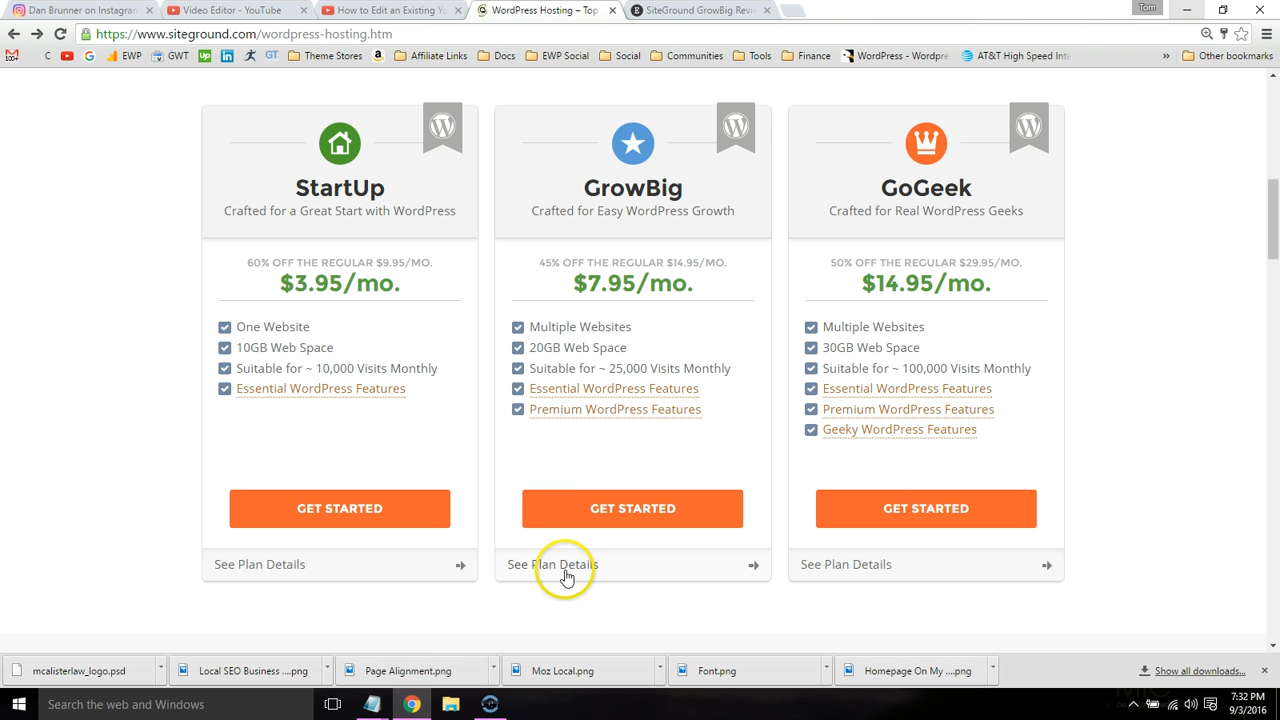 Dan Brunner on Instagram
Video Editor - YouTube
How to Edit an Existing Yo
WordPress Hosting – Top
SiteGround GrowBig Revie
Tom
https://www.siteground.com/wordpress-hosting.htm
C
EWP
GWT
up
in
GT
Theme Stores
a
Affiliate Links
Docs
EWP Social
Social
Communities
Tools
Finance
WordPress - Wordpre
AT&T High Speed Inte
»
Other bookmarks
StartUp
Crafted for a Great Start with WordPress
60% OFF THE REGULAR $9.95/MO.
$3.95/mo.
One Website
10GB Web Space
Suitable for ~ 10,000 Visits Monthly
Essential WordPress Features
GET STARTED
See Plan Details
GrowBig
Crafted for Easy WordPress Growth
45% OFF THE REGULAR $14.95/MO.
$7.95/mo.
Multiple Websites
20GB Web Space
Suitable for ~ 25,000 Visits Monthly
Essential WordPress Features
Premium WordPress Features
GET STARTED
See Plan Details
GoGeek
Crafted for Real WordPress Geeks
50% OFF THE REGULAR $29.95/MO.
$14.95/mo.
Multiple Websites
30GB Web Space
Suitable for ~ 100,000 Visits Monthly
Essential WordPress Features
Premium WordPress Features
Geeky WordPress Features
GET STARTED
See Plan Details
mcalisterlaw_logo.psd
Local SEO Business ....png
Page Alignment.png
Moz Local.png
Font.png
Homepage On My ....png
Show all downloads...
Search the web and Windows
7:32 PM
9/3/2016